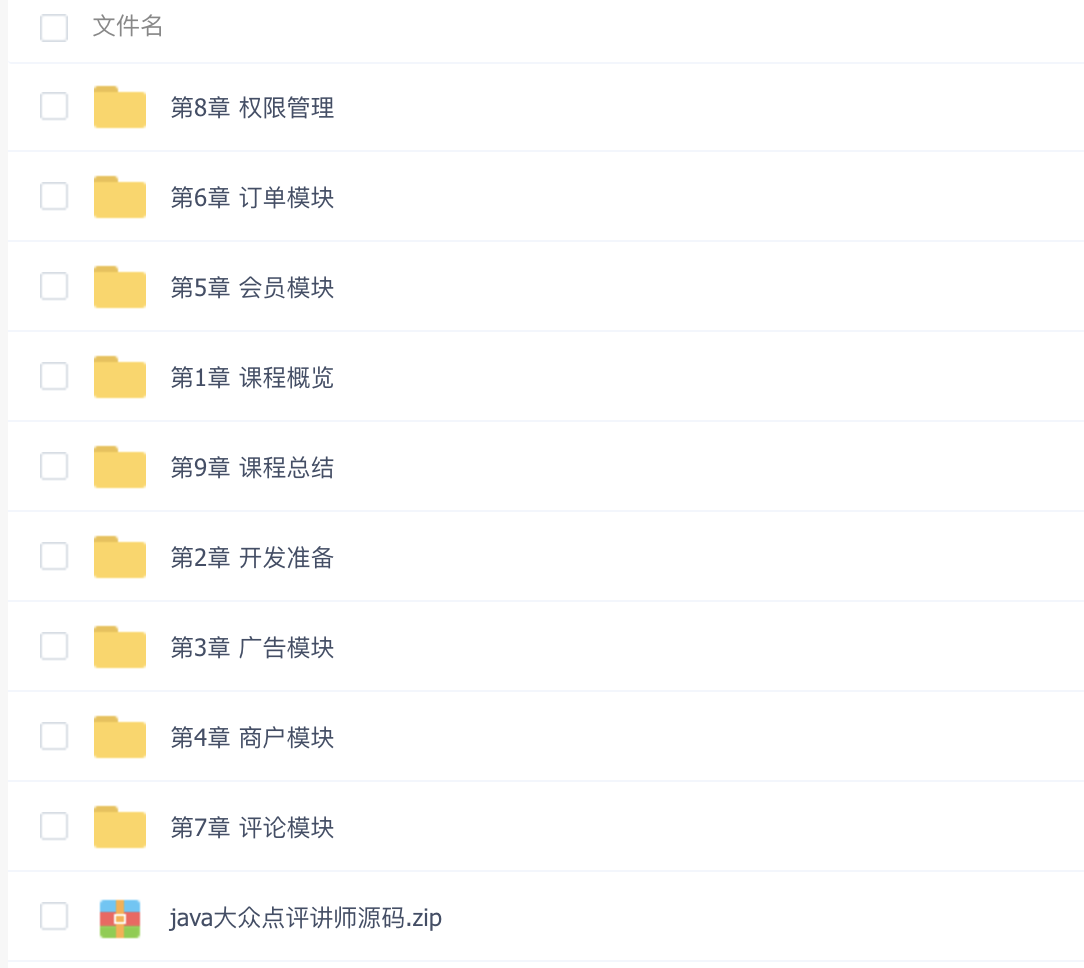 文件名
第8章 权限管理
第6章 订单模块
第5章 会员模块
第1章 课程概览
第9章 课程总结
第2章 开发准备
第3章 广告模块
第4章 商户模块
第7章 评论模块
java大众点评讲师源码.zip